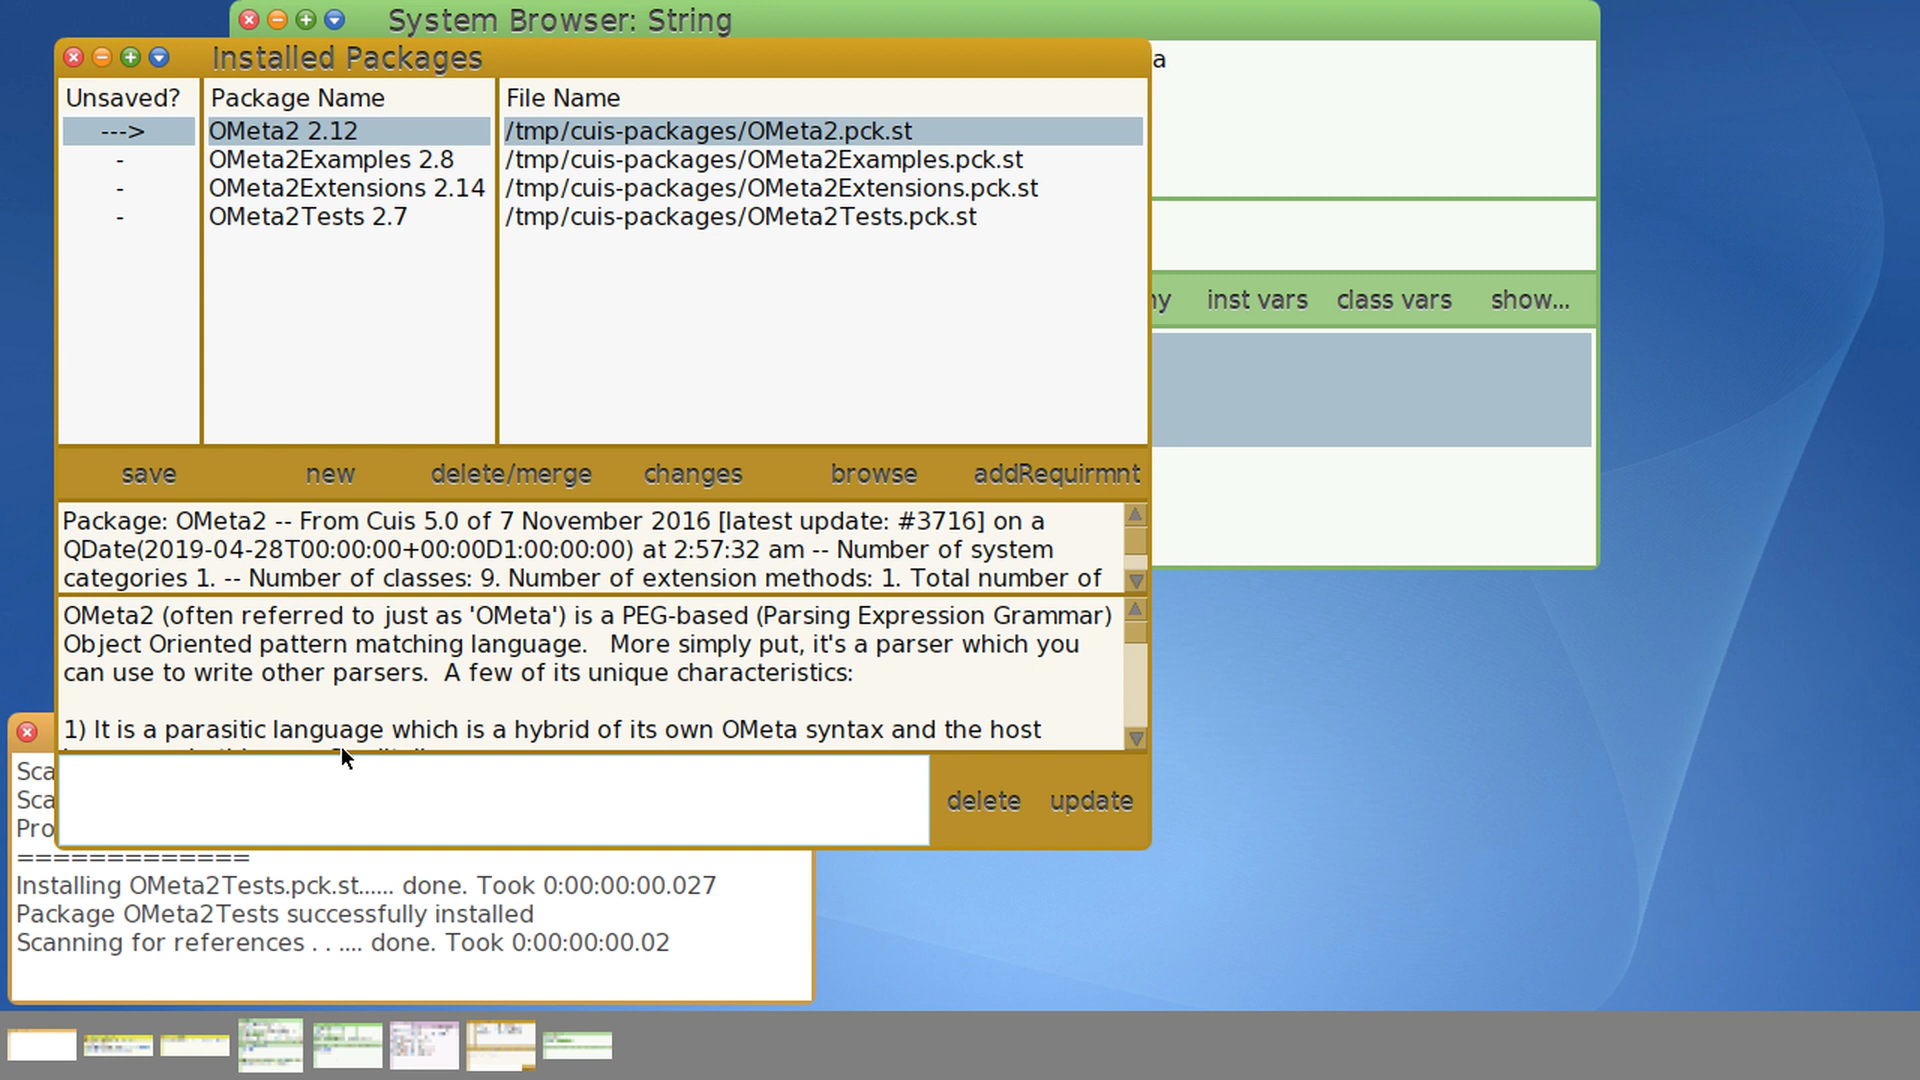 System Browser: String
Installed Packages
a
Unsaved? Package Name File Name
---> OMeta2 2.12 /tmp/cuis-packages/OMeta2.pck.st
- OMeta2Examples 2.8 /tmp/cuis-packages/OMeta2Examples.pck.st
- OMeta2Extensions 2.14 /tmp/cuis-packages/OMeta2Extensions.pck.st
- OMeta2Tests 2.7 /tmp/cuis-packages/OMeta2Tests.pck.st
inst vars class vars show...
save new delete/merge changes browse addRequirmnt
Package: OMeta2 -- From Cuis 5.0 of 7 November 2016 [latest update: #3716] on a
QDate(2019-04-28T00:00:00+00:00D1:00:00:00) at 2:57:32 am -- Number of system
categories 1. -- Number of classes: 9. Number of extension methods: 1. Total number of
OMeta2 (often referred to just as 'OMeta') is a PEG-based (Parsing Expression Grammar)
Object Oriented pattern matching language.   More simply put, it's a parser which you
can use to write other parsers.  A few of its unique characteristics:
1) It is a parasitic language which is a hybrid of its own OMeta syntax and the host
delete update
Sca
Sca
Pro
=============
Installing OMeta2Tests.pck.st...... done. Took 0:00:00:00.027
Package OMeta2Tests successfully installed
Scanning for references . . .... done. Took 0:00:00:00.02